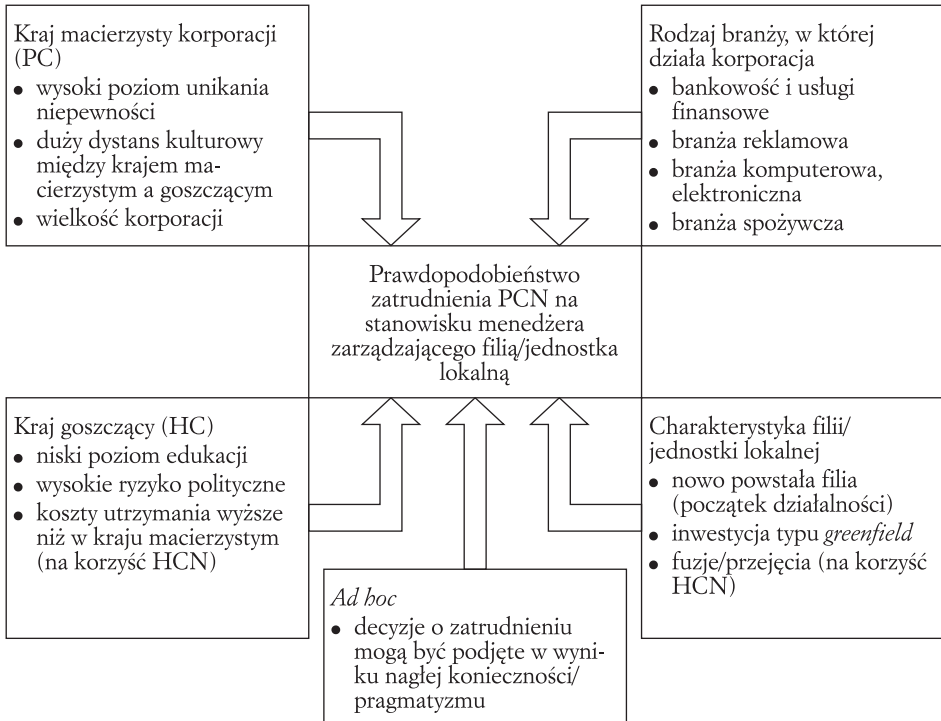 Kraj macierzysty korporacji
(PC)
● wysoki poziom unikania
niepewności
● duży dystans kulturowy
między krajem ma-
cierzystym a goszczącym
● wielkość korporacji
Rodzaj branży, w której
działa korporacja
● bankowość i usługi
finansowe
● branża reklamowa
● branża komputerowa,
elektroniczna
● branża spożywcza
Prawdopodobieństwo
zatrudnienia PCN na
stanowisku menedżera
zarządzającego filią/jednostka
lokalną
Kraj goszczący (HC)
● niski poziom edukacji
● wysokie ryzyko polityczne
● koszty utrzymania wyższe
niż w kraju macierzystym
(na korzyść HCN)
Ad hoc
● decyzje o zatrudnieniu
mogą być podjęte w wyni-
ku nagłej konieczności/
pragmatyzmu
Charakterystyka filii/
jednostki lokalnej
● nowo powstała filia
(początek działalności)
● inwestycja typu greenfield
● fuzje/przejęcia (na korzyść
HCN)